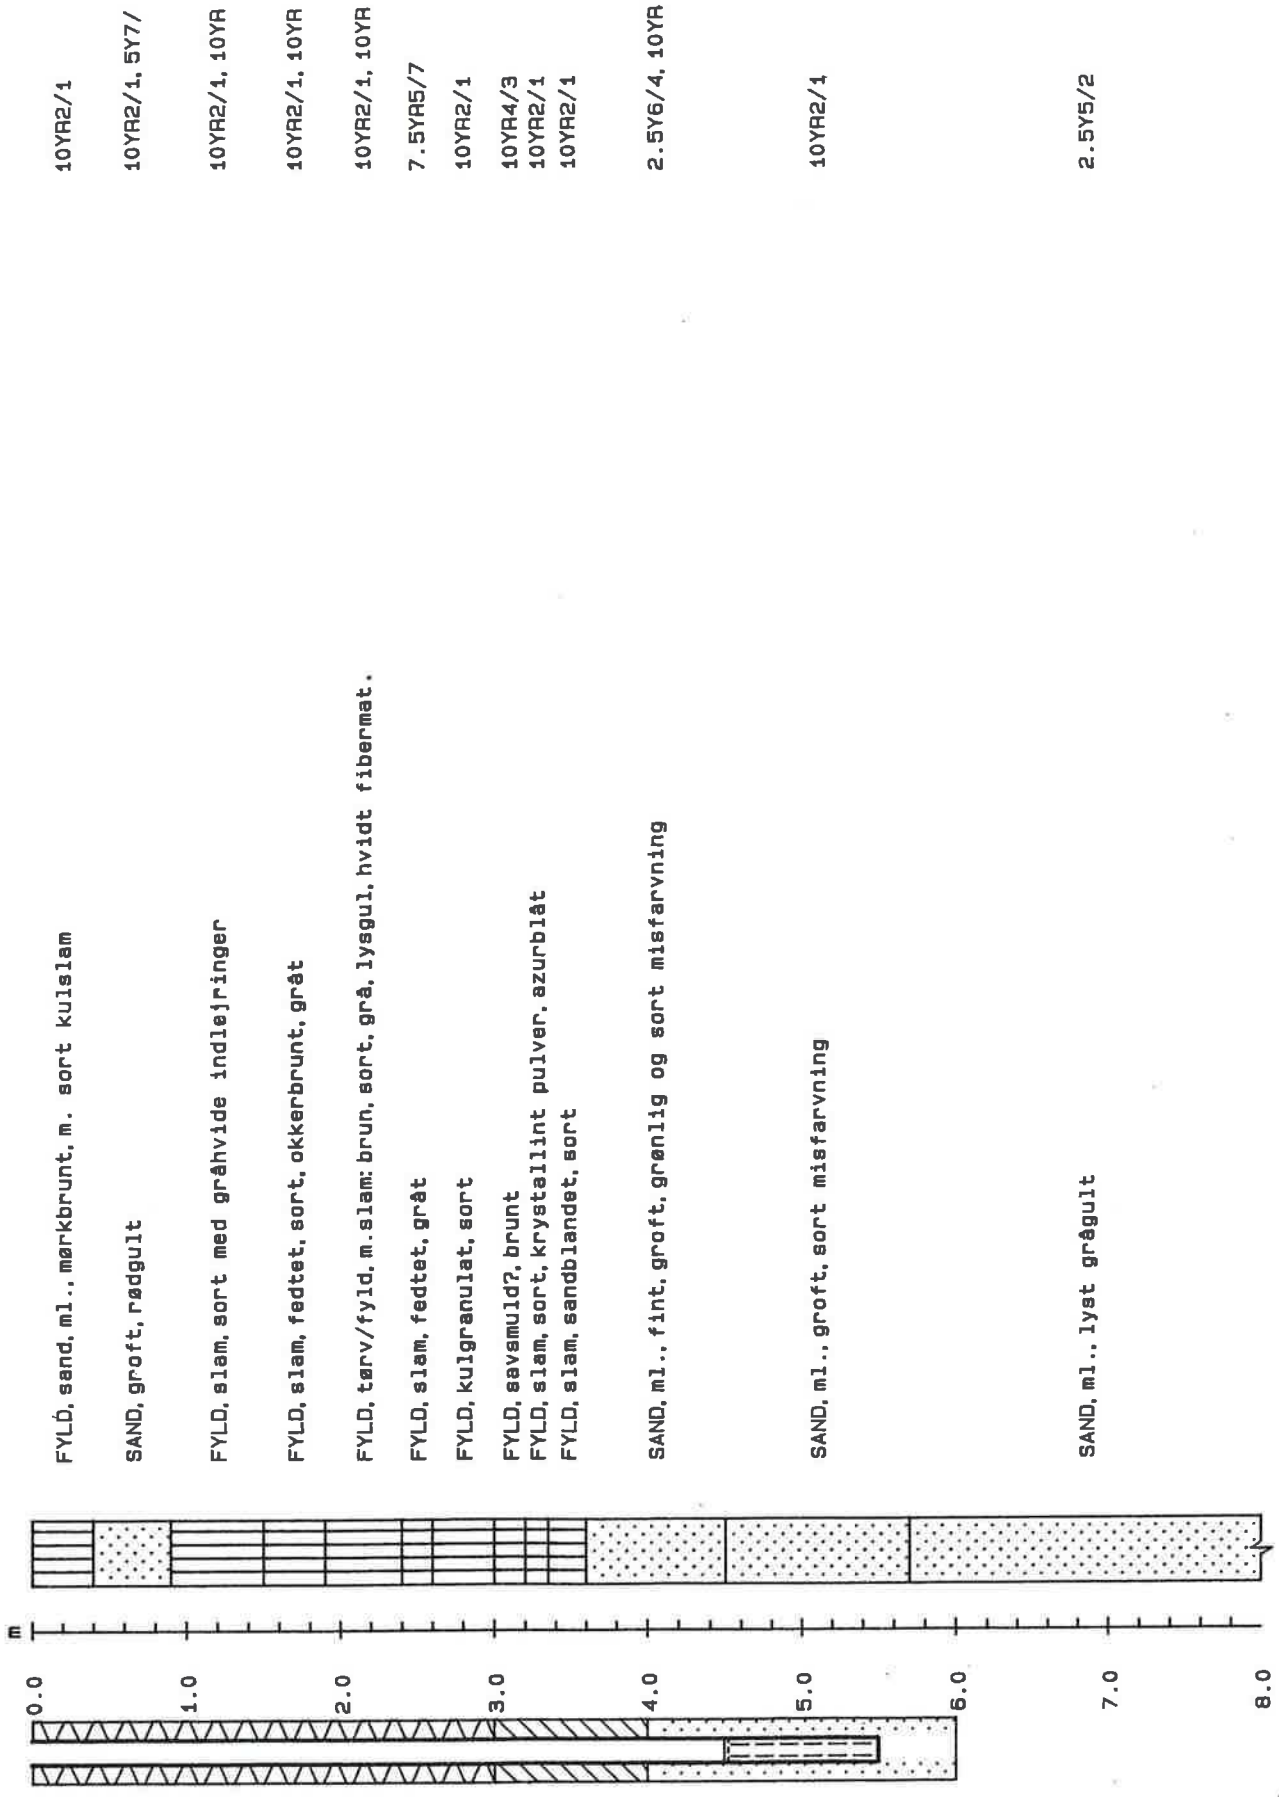 m
0.0
1.0
2.0
3.0
4.0
5.0
6.0
7.0
8.0
FYLD, sand, ml., mørkbrunt, m. sort kulslam 10YR2/1
SAND, groft, rødgult 10YR2/1, 5Y7/
FYLD, slam, sort med gråhvide indlejringer 10YR2/1, 10YR
FYLD, slam, fedtet, sort, okkerbrunt, gråt 10YR2/1, 10YR
FYLD, tørv/fyld, m. slam: brun, sort, grå, lysgul, hvidt fibermat. 10YR2/1, 10YR
FYLD, slam, fedtet, gråt 7.5YR5/7
FYLD, kulgranulat, sort 10YR2/1
FYLD, savsmuld?, brunt 10YR4/3
FYLD, slam, sort, krystallint pulver, azurblåt 10YR2/1
FYLD, slam, sandblandet, sort 10YR2/1
SAND, ml., fint, groft, grønlig og sort misfarvning 2.5Y6/4, 10YR
SAND, ml., groft, sort misfarvning 10YR2/1
SAND, ml., lyst grågult 2.5Y5/2